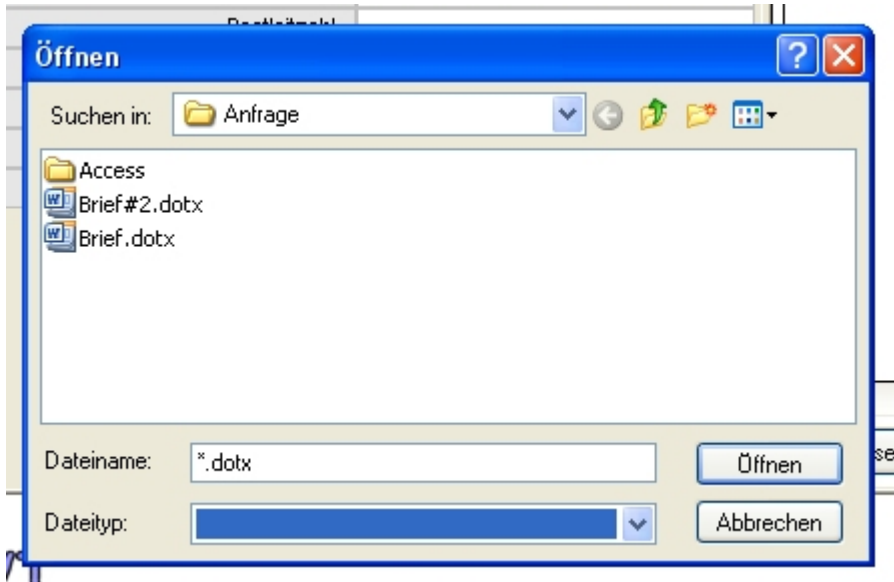 Öffnen
Suchen in: Anfrage
Access
Brief#2.dotx
Brief.dotx
Dateiname: *.dotx Öffnen
Dateityp: Abbrechen